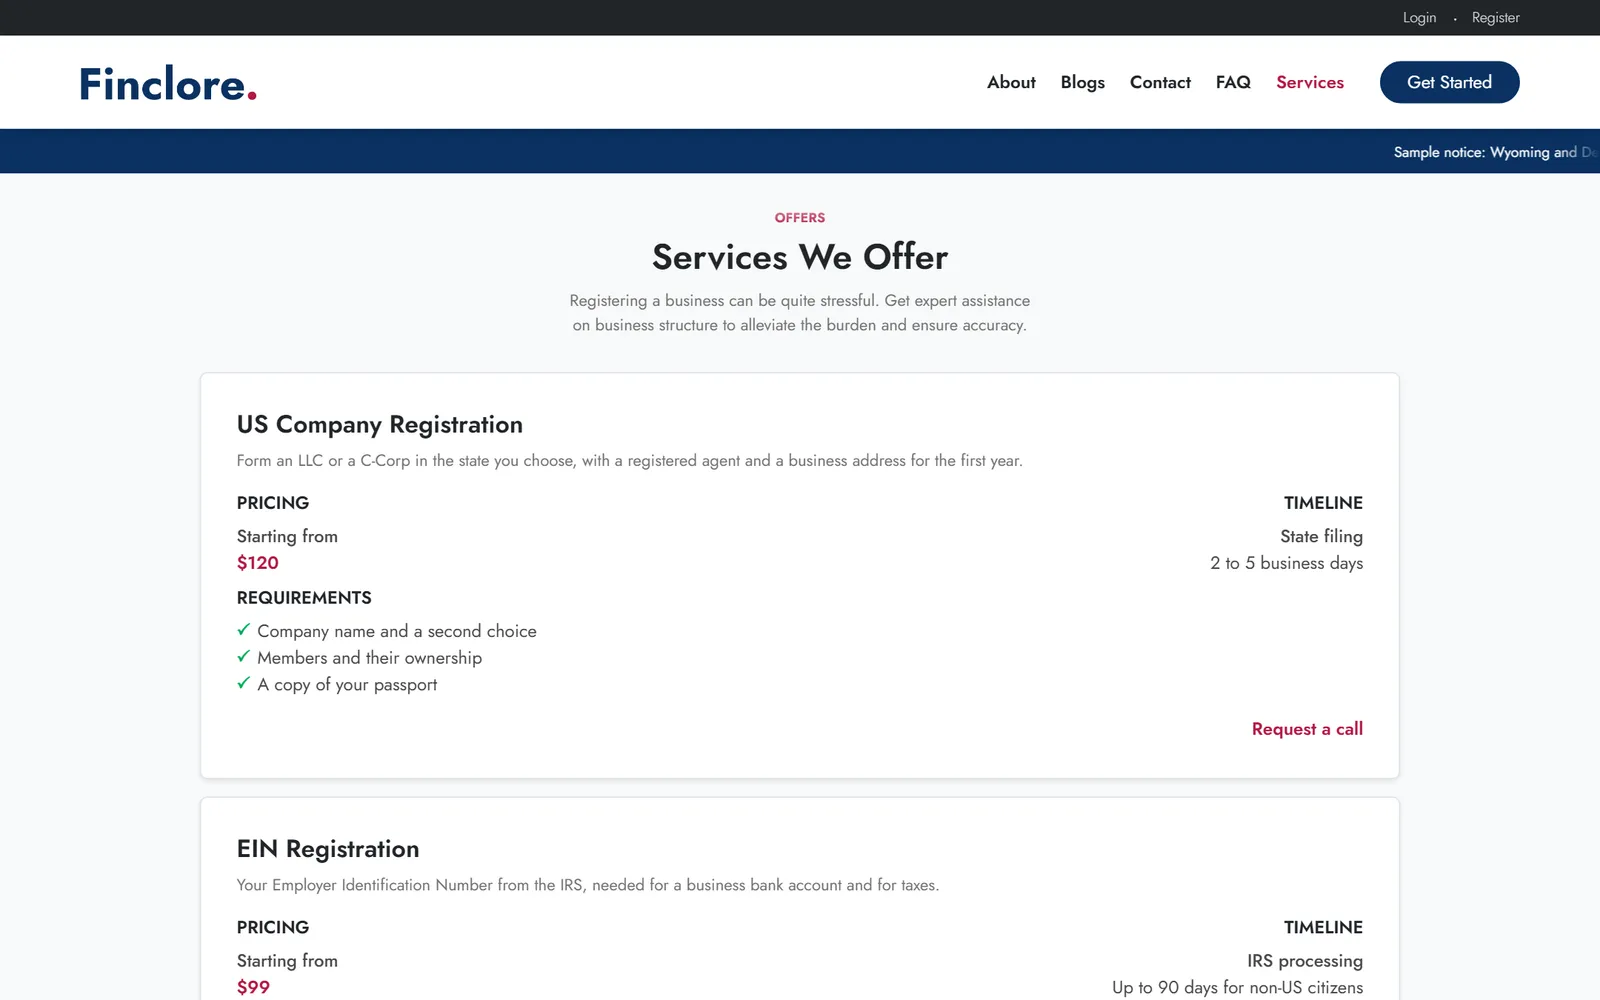 Login · Register
Finclore.
About Blogs Contact FAQ Services Get Started
Sample notice: Wyoming and De
OFFERS
Services We Offer
Registering a business can be quite stressful. Get expert assistance
on business structure to alleviate the burden and ensure accuracy.
US Company Registration
Form an LLC or a C-Corp in the state you choose, with a registered agent and a business address for the first year.
PRICING
TIMELINE
Starting from
State filing
$120
2 to 5 business days
REQUIREMENTS
✓ Company name and a second choice
✓ Members and their ownership
✓ A copy of your passport
Request a call
EIN Registration
Your Employer Identification Number from the IRS, needed for a business bank account and for taxes.
PRICING
TIMELINE
Starting from
IRS processing
$99
Up to 90 days for non-US citizens